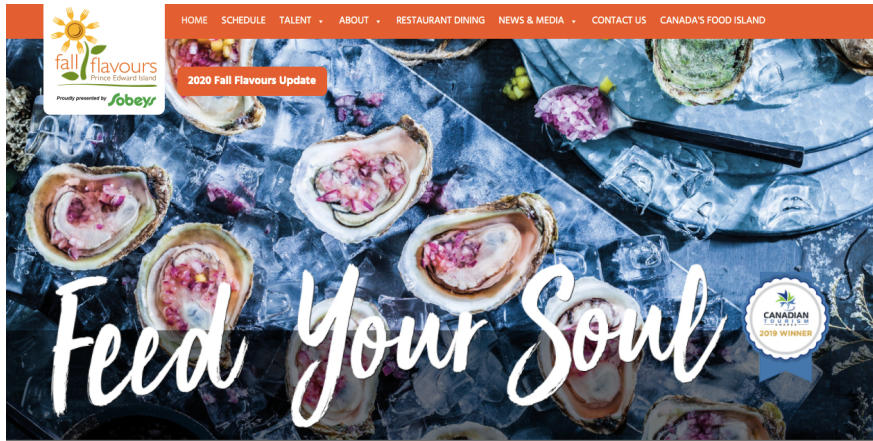 HOME SCHEDULE TALENT ABOUT RESTAURANT DINING NEWS & MEDIA CONTACT US CANADA'S FOOD ISLAND
fall flavours
Prince Edward Island
Proudly presented by Sobeys
2020 Fall Flavours Update
Feed Your Soul
CANADIAN
TOURISM
AWARDS
2019 WINNER